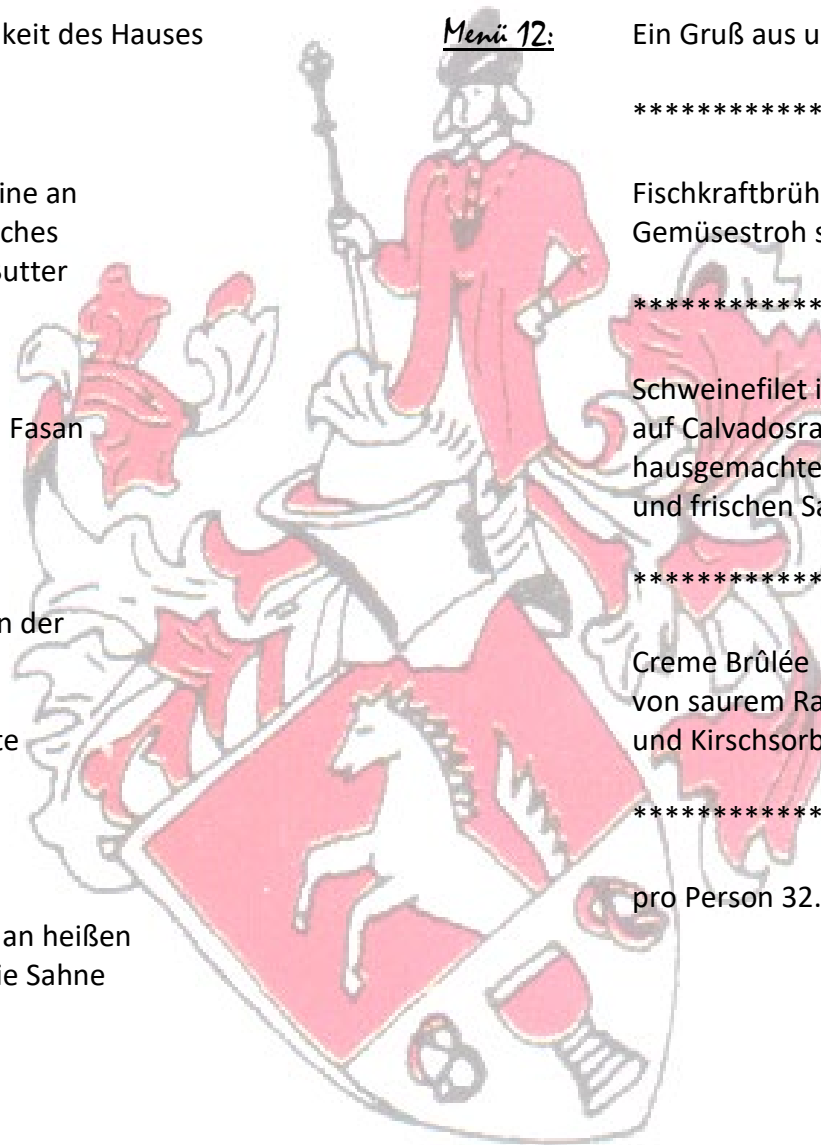 keit des Hauses
ine an
ches
Butter
Fasan
n der
te
an heißen
ie Sahne
Menü 12:
Ein Gruß aus u
*************
Fischkraftbrüh
Gemüsestroh s
*************
Schweinefilet i
auf Calvadosra
hausgemachte
und frischen Sa
*************
Creme Brûlée
von saurem Ra
und Kirschsorb
*************
pro Person 32.